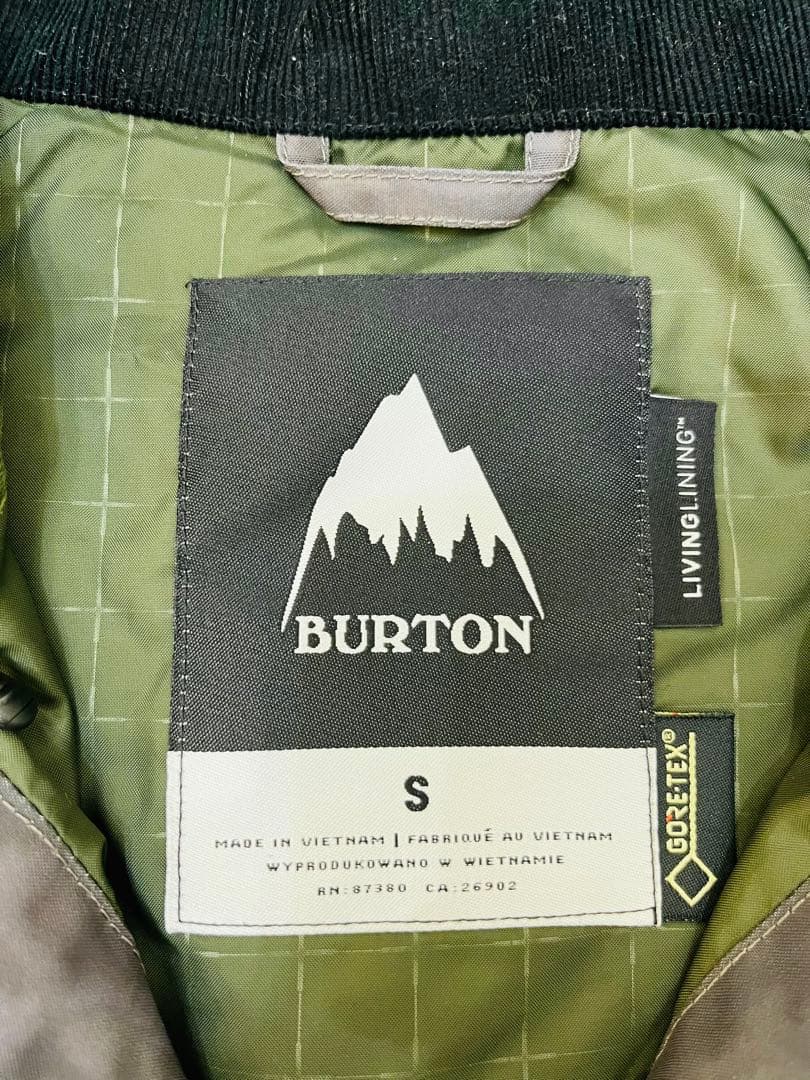 BURTON
LIVINGLINING™
GORE-TEX®
S
MADE IN VIETNAM | FABRIQUÉ AU VIETNAM
WYPRODUKOWANO W WIETNAMIE
RN:87380 CA:26902